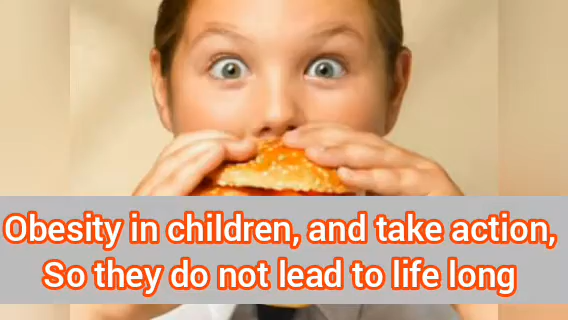 Obesity in children, and take action,
So they do not lead to life long